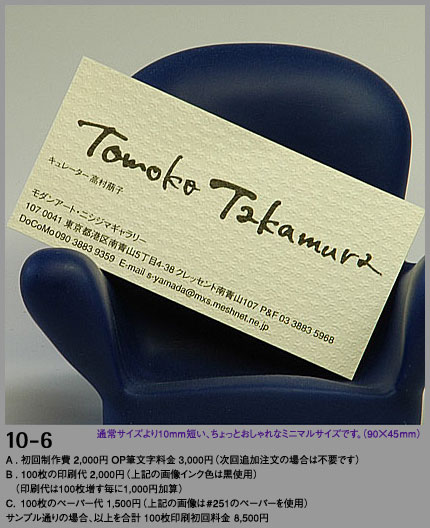 Tomoko Takamura
キュレーター 高村萠子
モダンアート・ニシジマギャラリー
107 0041 東京都港区南青山5丁目4-38 クレッセント南青山107 P&F 03 3883 5968
DoCoMo 090 3883 9359 E-mail s-yamada@mxs.meshnet.ne.jp
10-6
通常サイズより10mm短い、ちょっとおしゃれなミニマルサイズです。(90×45mm)
A . 初回制作費 2,000円 OP筆文字料金 3,000円(次回追加注文の場合は不要です)
B . 100枚の印刷代 2,000円(上記の画像インク色は黒使用)
(印刷代は100枚増す毎に1,000円加算)
C. 100枚のペーパー代 1,500円(上記の画像は#251のペーパーを使用)
サンプル通りの場合、以上を合計 100枚印刷初回料金 8,500円